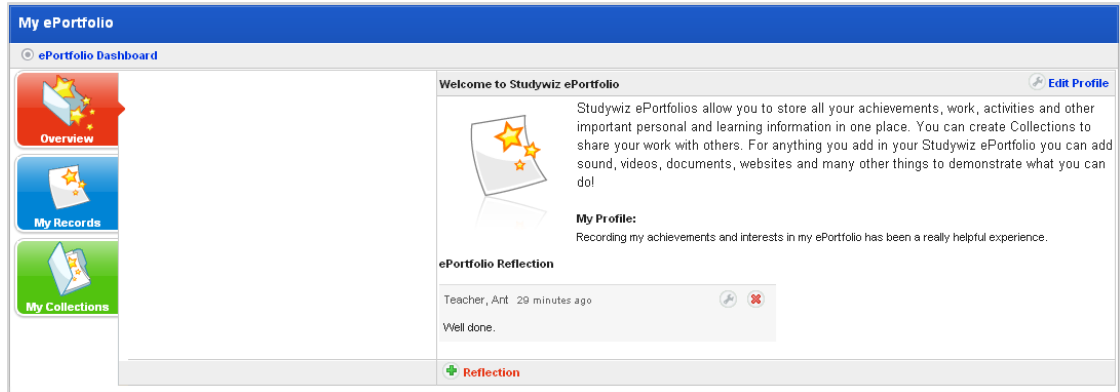 My ePortfolio
ePortfolio Dashboard
Overview
My Records
My Collections
Welcome to Studywiz ePortfolio
Edit Profile
Studywiz ePortfolios allow you to store all your achievements, work, activities and other
important personal and learning information in one place. You can create Collections to
share your work with others. For anything you add in your Studywiz ePortfolio you can add
sound, videos, documents, websites and many other things to demonstrate what you can
do!
My Profile:
Recording my achievements and interests in my ePortfolio has been a really helpful experience.
ePortfolio Reflection
Teacher, Ant 29 minutes ago
Well done.
Reflection